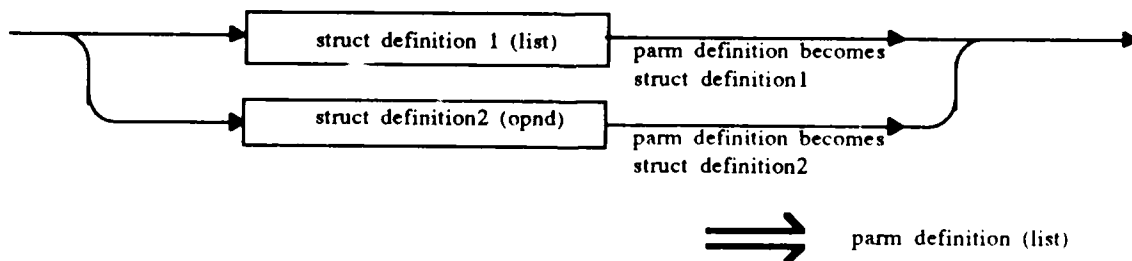 struct definition 1 (list)
parm definition becomes
struct definition1
struct definition2 (opnd)
parm definition becomes
struct definition2
parm definition (list)